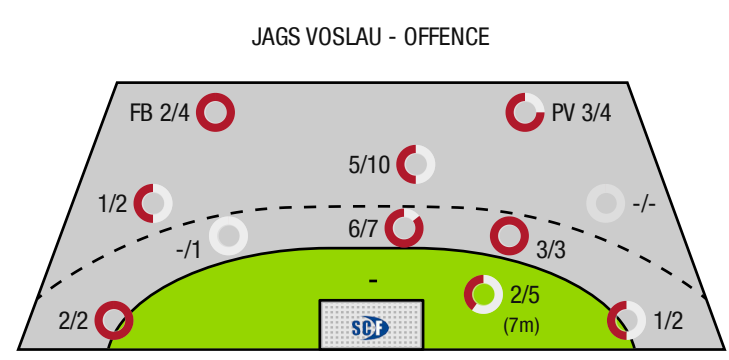 JAGS VOSLAU - OFFENCE
FB 2/4
PV 3/4
5/10
1/2
-/-
6/7
-/1
3/3
-
2/5
(7m)
2/2
1/2
SCF